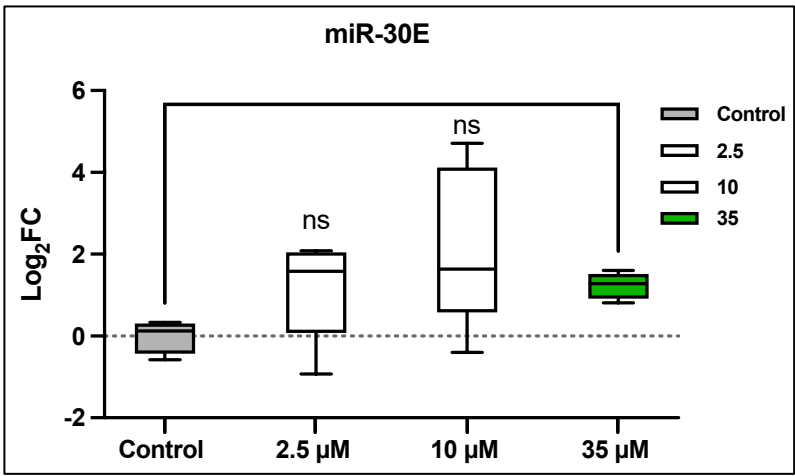 miR-30E
6
4
2
0
-2
Log₂FC
ns
ns
Control
2.5
10
35
Control
2.5 µM
10 µM
35 µM